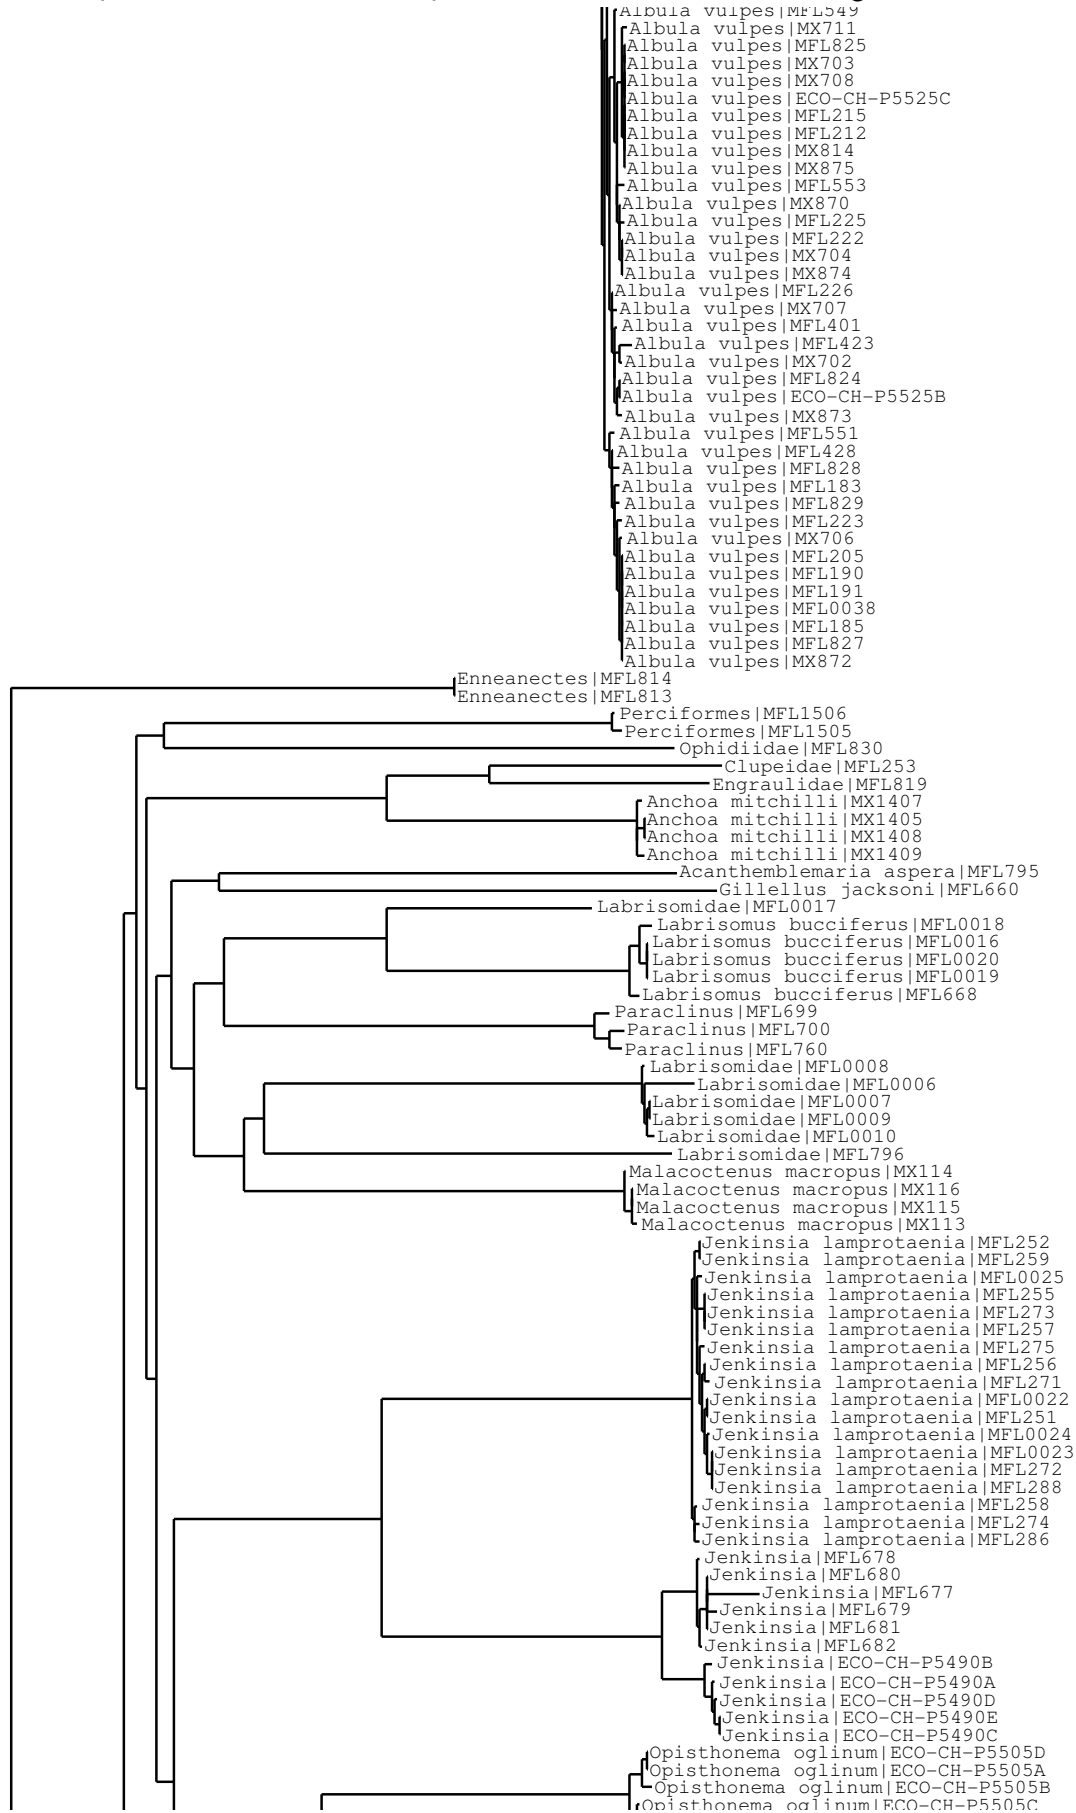 Albula vulpes|MFL549
Albula vulpes|MX711
Albula vulpes|MFL825
Albula vulpes|MX703
Albula vulpes|MX708
Albula vulpes|ECO-CH-P5525C
Albula vulpes|MFL215
Albula vulpes|MFL212
Albula vulpes|MX814
Albula vulpes|MX875
Albula vulpes|MFL553
Albula vulpes|MX870
Albula vulpes|MFL225
Albula vulpes|MFL222
Albula vulpes|MX704
Albula vulpes|MX874
Albula vulpes|MFL226
Albula vulpes|MX707
Albula vulpes|MFL401
Albula vulpes|MFL423
Albula vulpes|MX702
Albula vulpes|MFL824
Albula vulpes|ECO-CH-P5525B
Albula vulpes|MX873
Albula vulpes|MFL551
Albula vulpes|MFL428
Albula vulpes|MFL828
Albula vulpes|MFL183
Albula vulpes|MFL829
Albula vulpes|MFL223
Albula vulpes|MX706
Albula vulpes|MFL205
Albula vulpes|MFL190
Albula vulpes|MFL191
Albula vulpes|MFL0038
Albula vulpes|MFL185
Albula vulpes|MFL827
Albula vulpes|MX872
Enneanectes|MFL814
Enneanectes|MFL813
Perciformes|MFL1506
Perciformes|MFL1505
Ophidiidae|MFL830
Clupeidae|MFL253
Engraulidae|MFL819
Anchoa mitchilli|MX1407
Anchoa mitchilli|MX1405
Anchoa mitchilli|MX1408
Anchoa mitchilli|MX1409
Acanthemblemaria aspera|MFL795
Gillellus jacksoni|MFL660
Labrisomidae|MFL0017
Labrisomus bucciferus|MFL0018
Labrisomus bucciferus|MFL0016
Labrisomus bucciferus|MFL0020
Labrisomus bucciferus|MFL0019
Labrisomus bucciferus|MFL668
Paraclinus|MFL699
Paraclinus|MFL700
Paraclinus|MFL760
Labrisomidae|MFL0008
Labrisomidae|MFL0006
Labrisomidae|MFL0007
Labrisomidae|MFL0009
Labrisomidae|MFL0010
Labrisomidae|MFL796
Malacoctenus macropus|MX114
Malacoctenus macropus|MX116
Malacoctenus macropus|MX115
Malacoctenus macropus|MX113
Jenkinsia lamprotaenia|MFL252
Jenkinsia lamprotaenia|MFL259
Jenkinsia lamprotaenia|MFL0025
Jenkinsia lamprotaenia|MFL255
Jenkinsia lamprotaenia|MFL273
Jenkinsia lamprotaenia|MFL257
Jenkinsia lamprotaenia|MFL275
Jenkinsia lamprotaenia|MFL256
Jenkinsia lamprotaenia|MFL271
Jenkinsia lamprotaenia|MFL0022
Jenkinsia lamprotaenia|MFL251
Jenkinsia lamprotaenia|MFL0024
Jenkinsia lamprotaenia|MFL0023
Jenkinsia lamprotaenia|MFL272
Jenkinsia lamprotaenia|MFL288
Jenkinsia lamprotaenia|MFL258
Jenkinsia lamprotaenia|MFL274
Jenkinsia lamprotaenia|MFL286
Jenkinsia|MFL678
Jenkinsia|MFL680
Jenkinsia|MFL677
Jenkinsia|MFL679
Jenkinsia|MFL681
Jenkinsia|MFL682
Jenkinsia|ECO-CH-P5490B
Jenkinsia|ECO-CH-P5490A
Jenkinsia|ECO-CH-P5490D
Jenkinsia|ECO-CH-P5490E
Jenkinsia|ECO-CH-P5490C
Opisthonema oglinum|ECO-CH-P5505D
Opisthonema oglinum|ECO-CH-P5505A
Opisthonema oglinum|ECO-CH-P5505B
Opisthonema oglinum|ECO-CH-P5505C